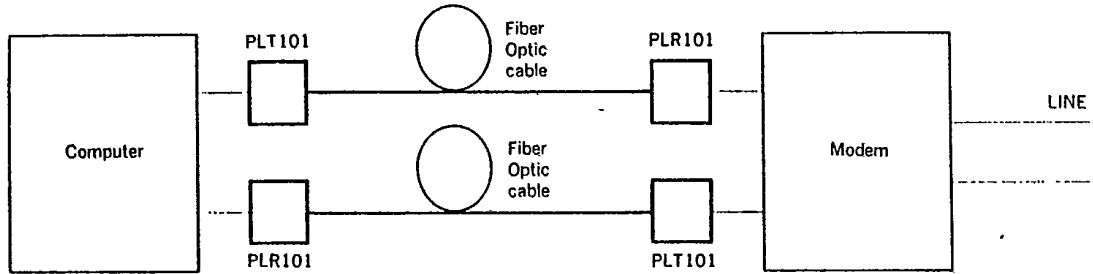 PLT101
Fiber
Optic
cable
PLR101
LINE
Computer
Modem
Fiber
Optic
cable
PLR101
PLT101